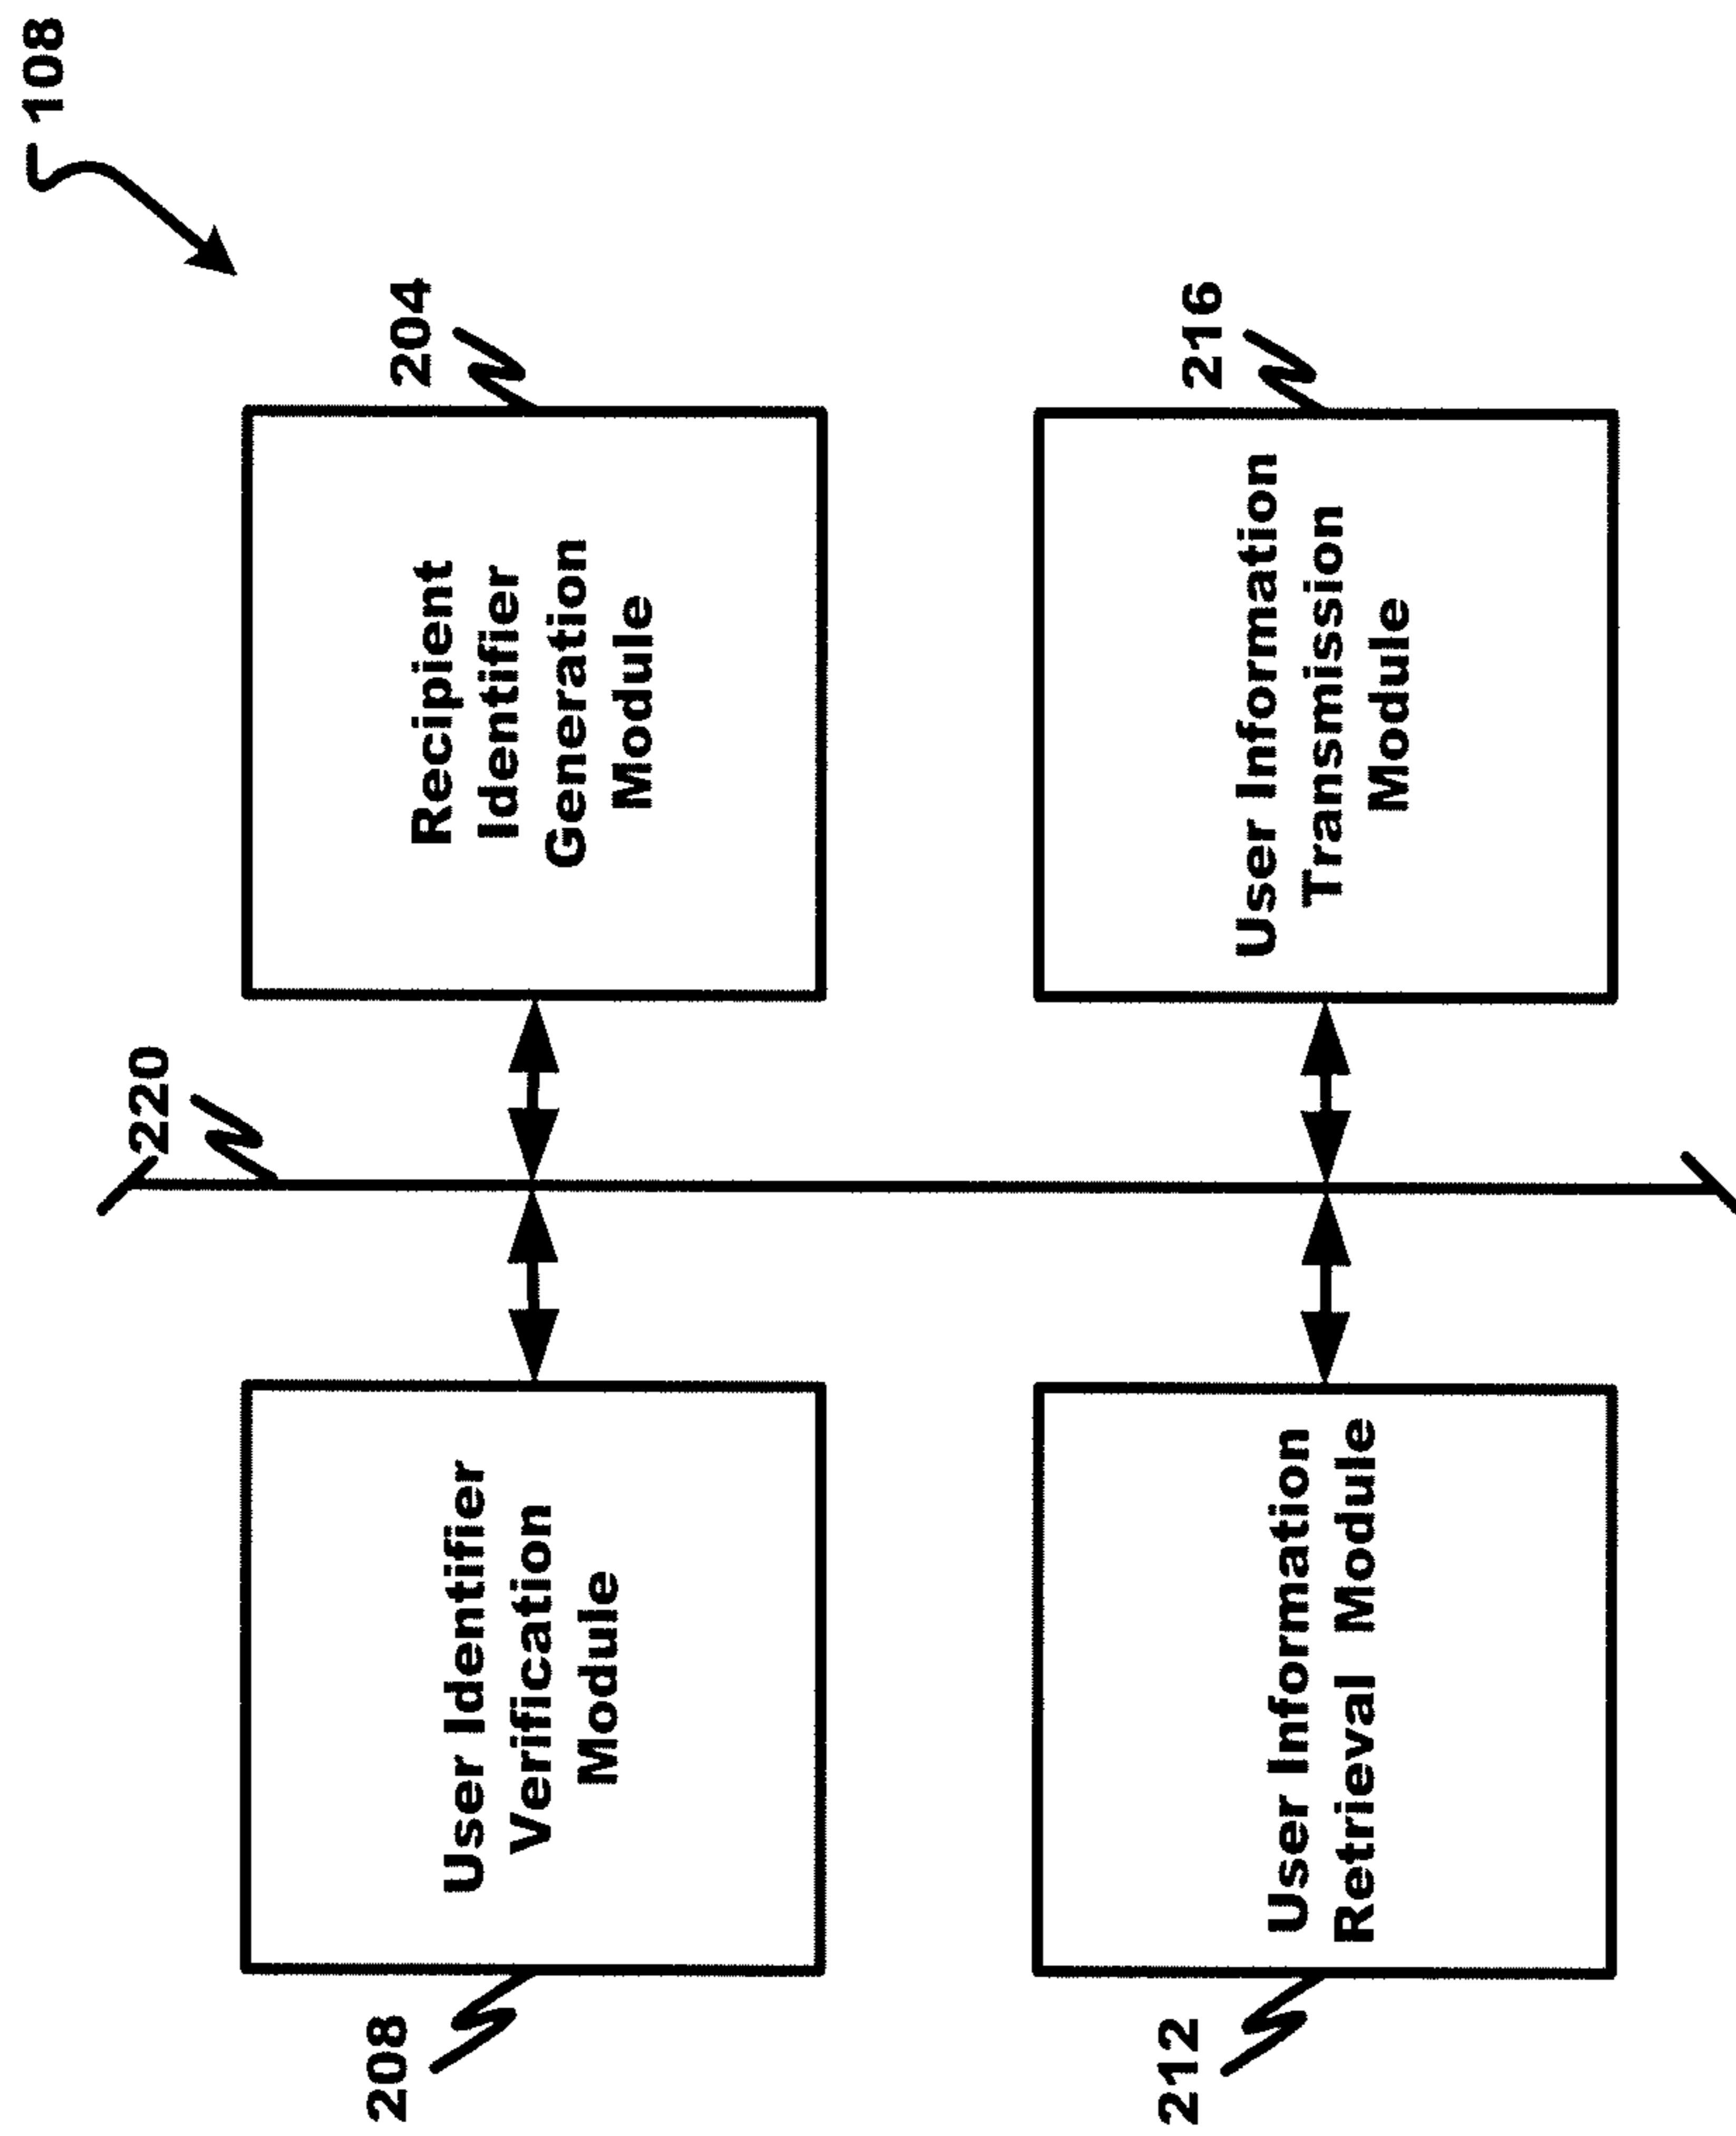 108
220
208
User Identifier
Verification
Module
204
Recipient
Identifier
Generation
Module
212
User Information
Retrieval Module
216
User Information
Transmission
Module